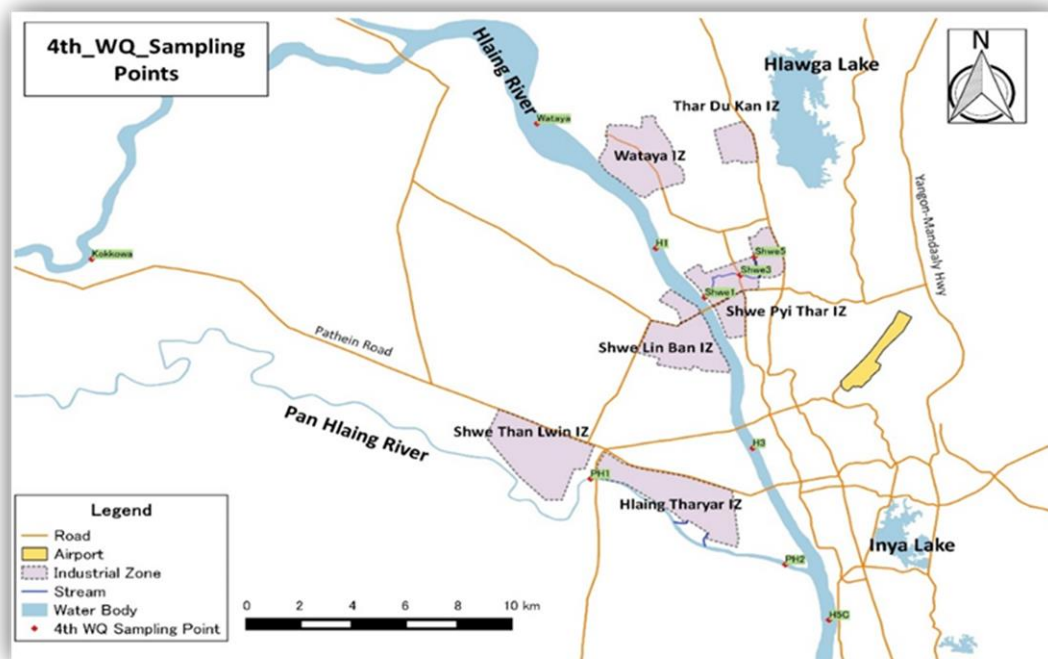 4th_WQ_Sampling
Points
N
Hlaing River
Hlawga Lake
Thar Du Kan IZ
Wataya
Wataya IZ
Yangon-Mandalay Hwy
Kokkowa
H1
Shwe5
Shwe3
Shwe1
Shwe Pyi Thar IZ
Shwe Lin Ban IZ
Pathein Road
Pan Hlaing River
Shwe Than Lwin IZ
H3
PH1
Hlaing Tharyar IZ
Inya Lake
PH2
H5C
Legend
Road
Airport
Industrial Zone
Stream
Water Body
4th WQ Sampling Point
0 2 4 6 8 10 km